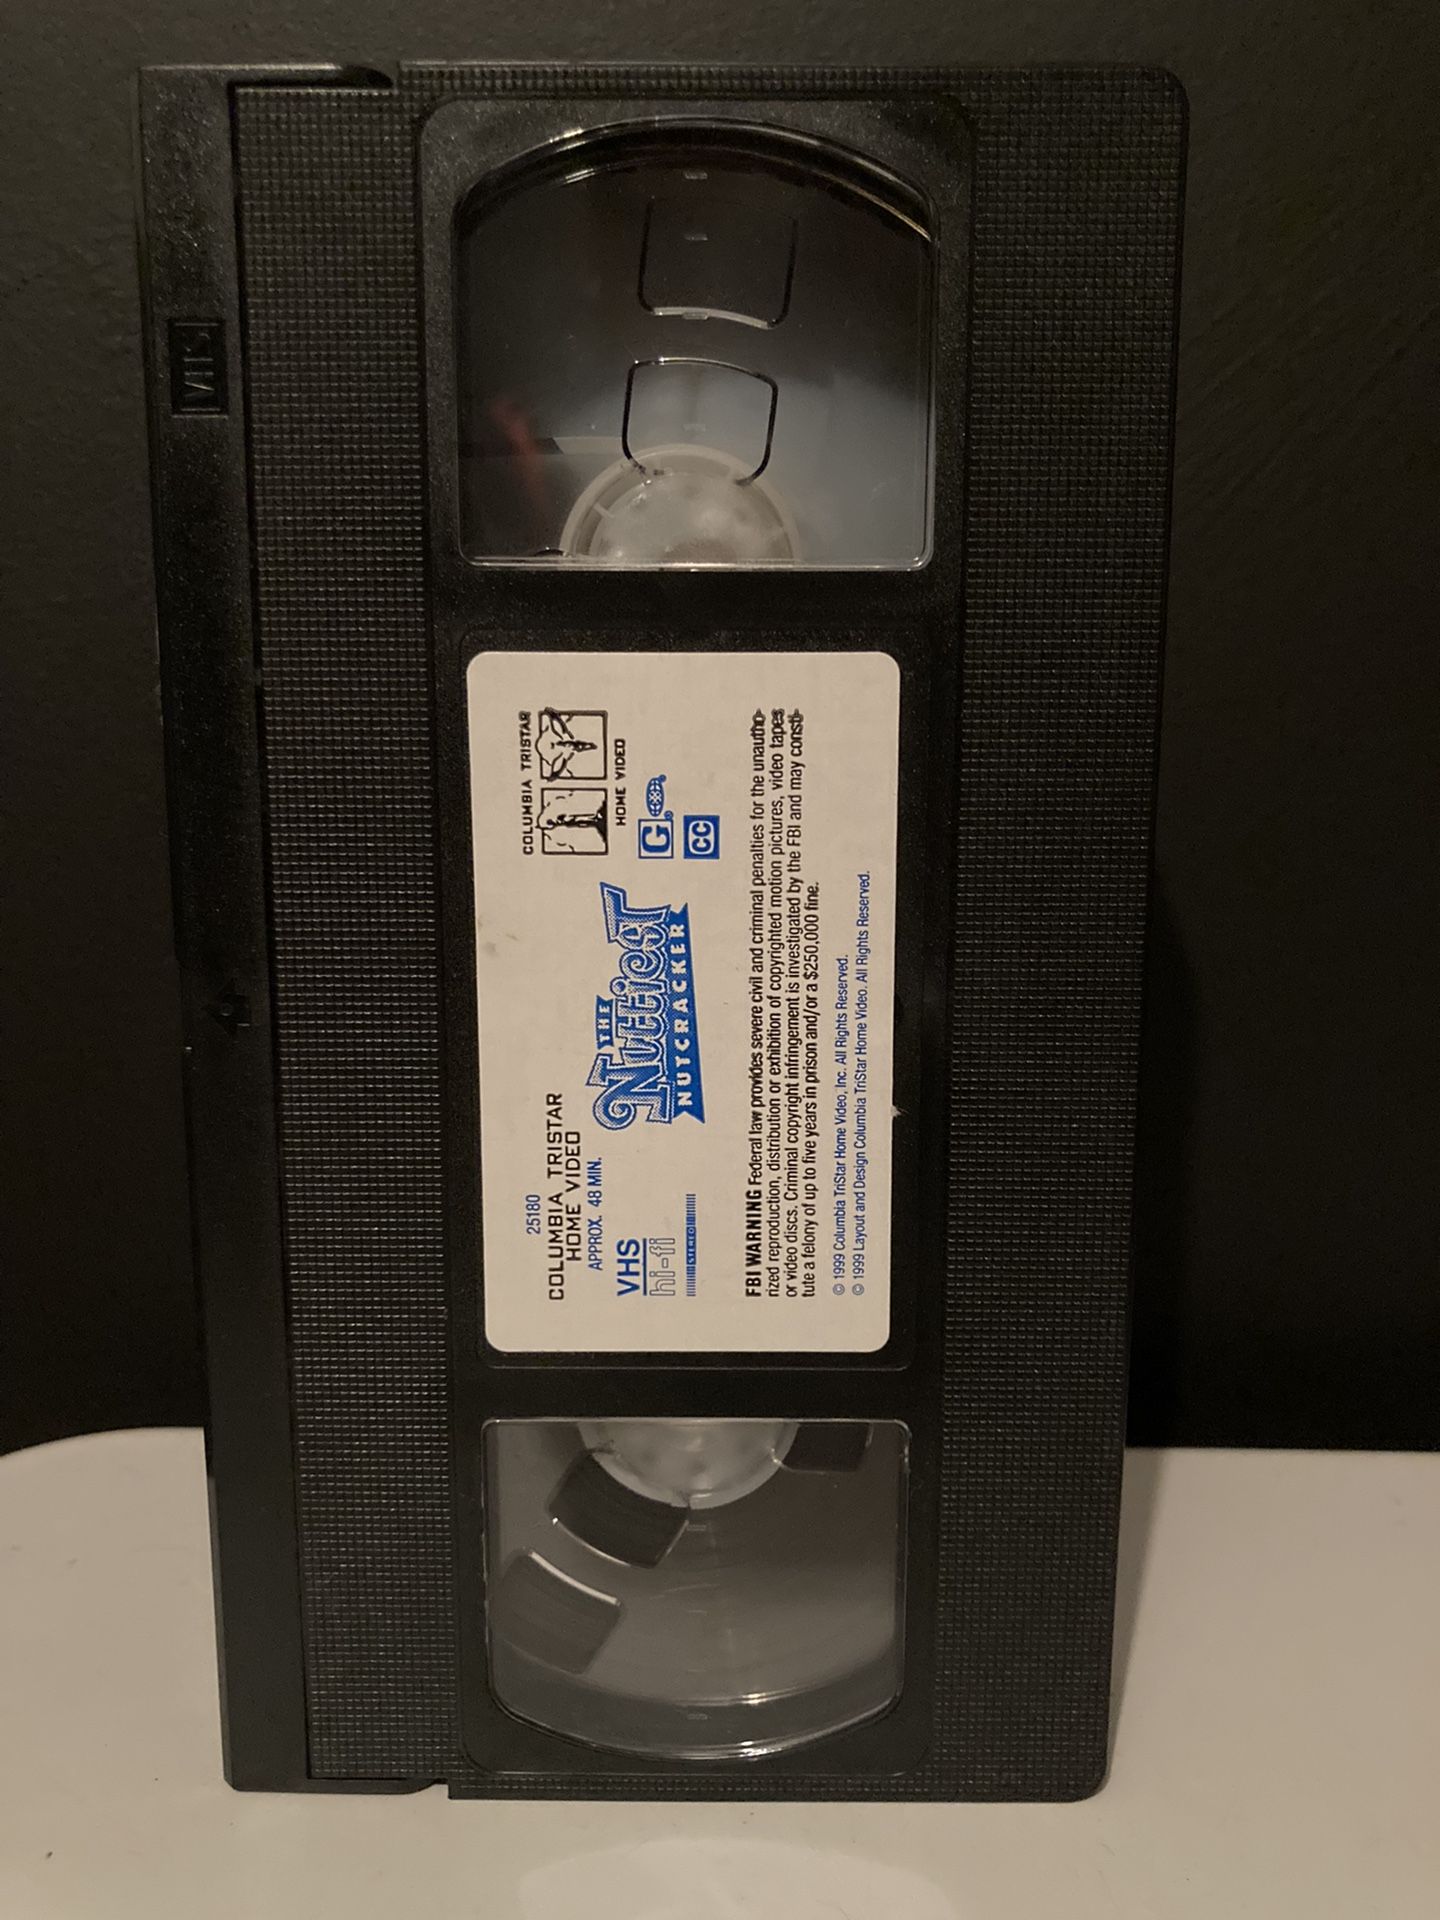 VHS
25180
COLUMBIA TRISTAR
HOME VIDEO
APPROX. 48 MIN.
VHS
hi-fi
STEREO
THE
NuttiesT
NUTCRACKER
COLUMBIA TRISTAR
HOME VIDEO
G
CC
FBI WARNING Federal law provides severe civil and criminal penalties for the unautho-
rized reproduction, distribution or exhibition of copyrighted motion pictures, video tapes
or video discs. Criminal copyright infringement is investigated by the FBI and may consti-
tute a felony of up to five years in prison and/or a $250,000 fine.
© 1999 Columbia TriStar Home Video, Inc. All Rights Reserved.
© 1999 Layout and Design Columbia TriStar Home Video. All Rights Reserved.